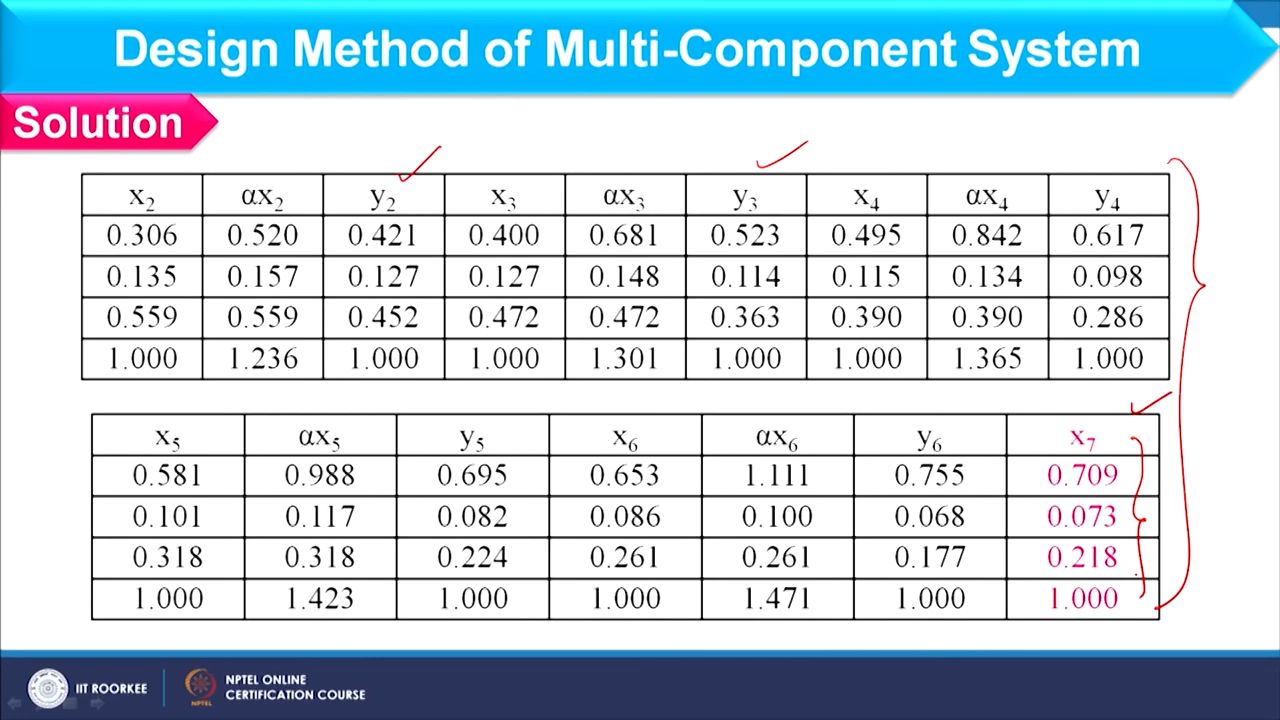 Design Method of Multi-Component System
Solution
x₂ αx₂ y₂ x₃ αx₃ y₃ x₄ αx₄ y₄
0.306 0.520 0.421 0.400 0.681 0.523 0.495 0.842 0.617
0.135 0.157 0.127 0.127 0.148 0.114 0.115 0.134 0.098
0.559 0.559 0.452 0.472 0.472 0.363 0.390 0.390 0.286
1.000 1.236 1.000 1.000 1.301 1.000 1.000 1.365 1.000
x₅ αx₅ y₅ x₆ αx₆ y₆ x₇
0.581 0.988 0.695 0.653 1.111 0.755 0.709
0.101 0.117 0.082 0.086 0.100 0.068 0.073
0.318 0.318 0.224 0.261 0.261 0.177 0.218
1.000 1.423 1.000 1.000 1.471 1.000 1.000
IIT ROORKEE
NPTEL
NPTEL ONLINE
CERTIFICATION COURSE